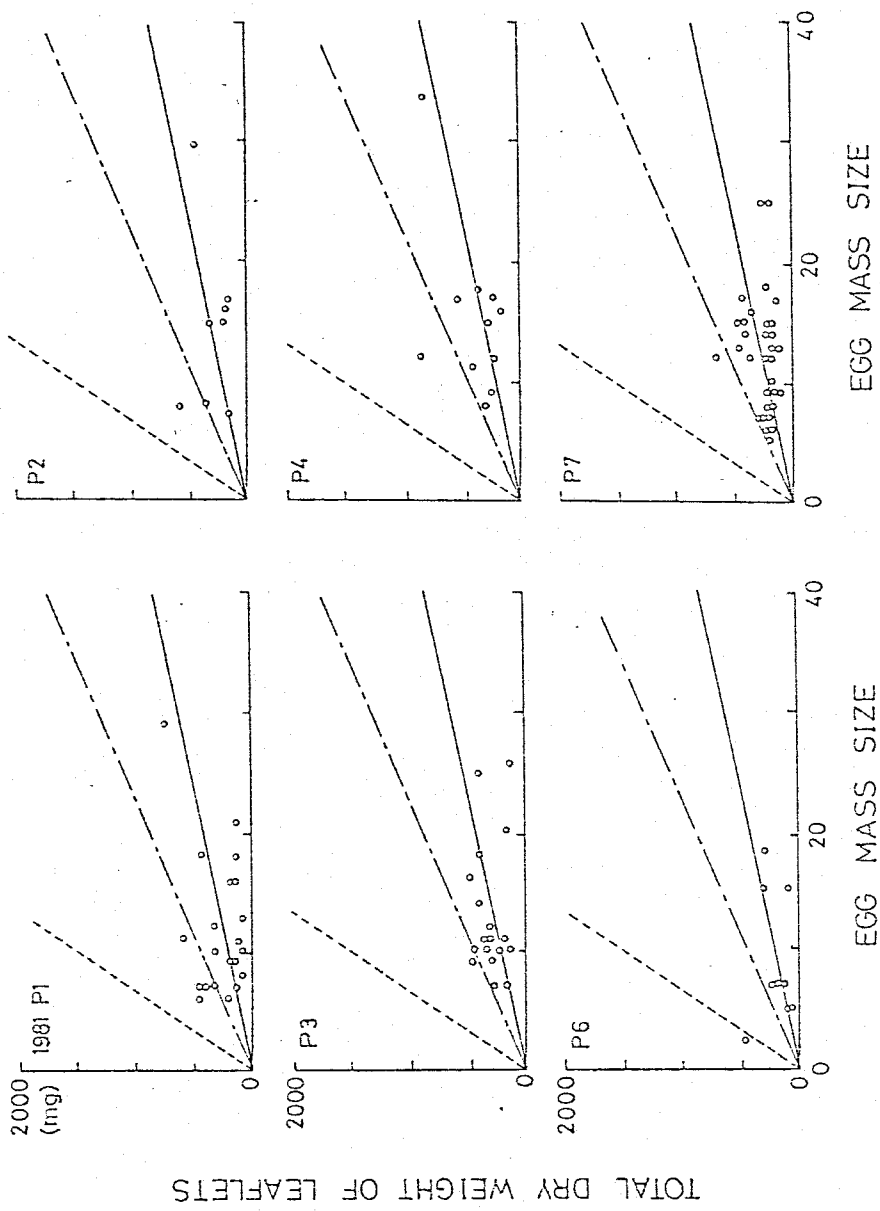 2000
(mg)
1981 P1
0
P2
2000
P3
0
P4
2000
P6
0
0
20
40
P7
0
20
40
EGG MASS SIZE
EGG MASS SIZE
TOTAL DRY WEIGHT OF LEAFLETS